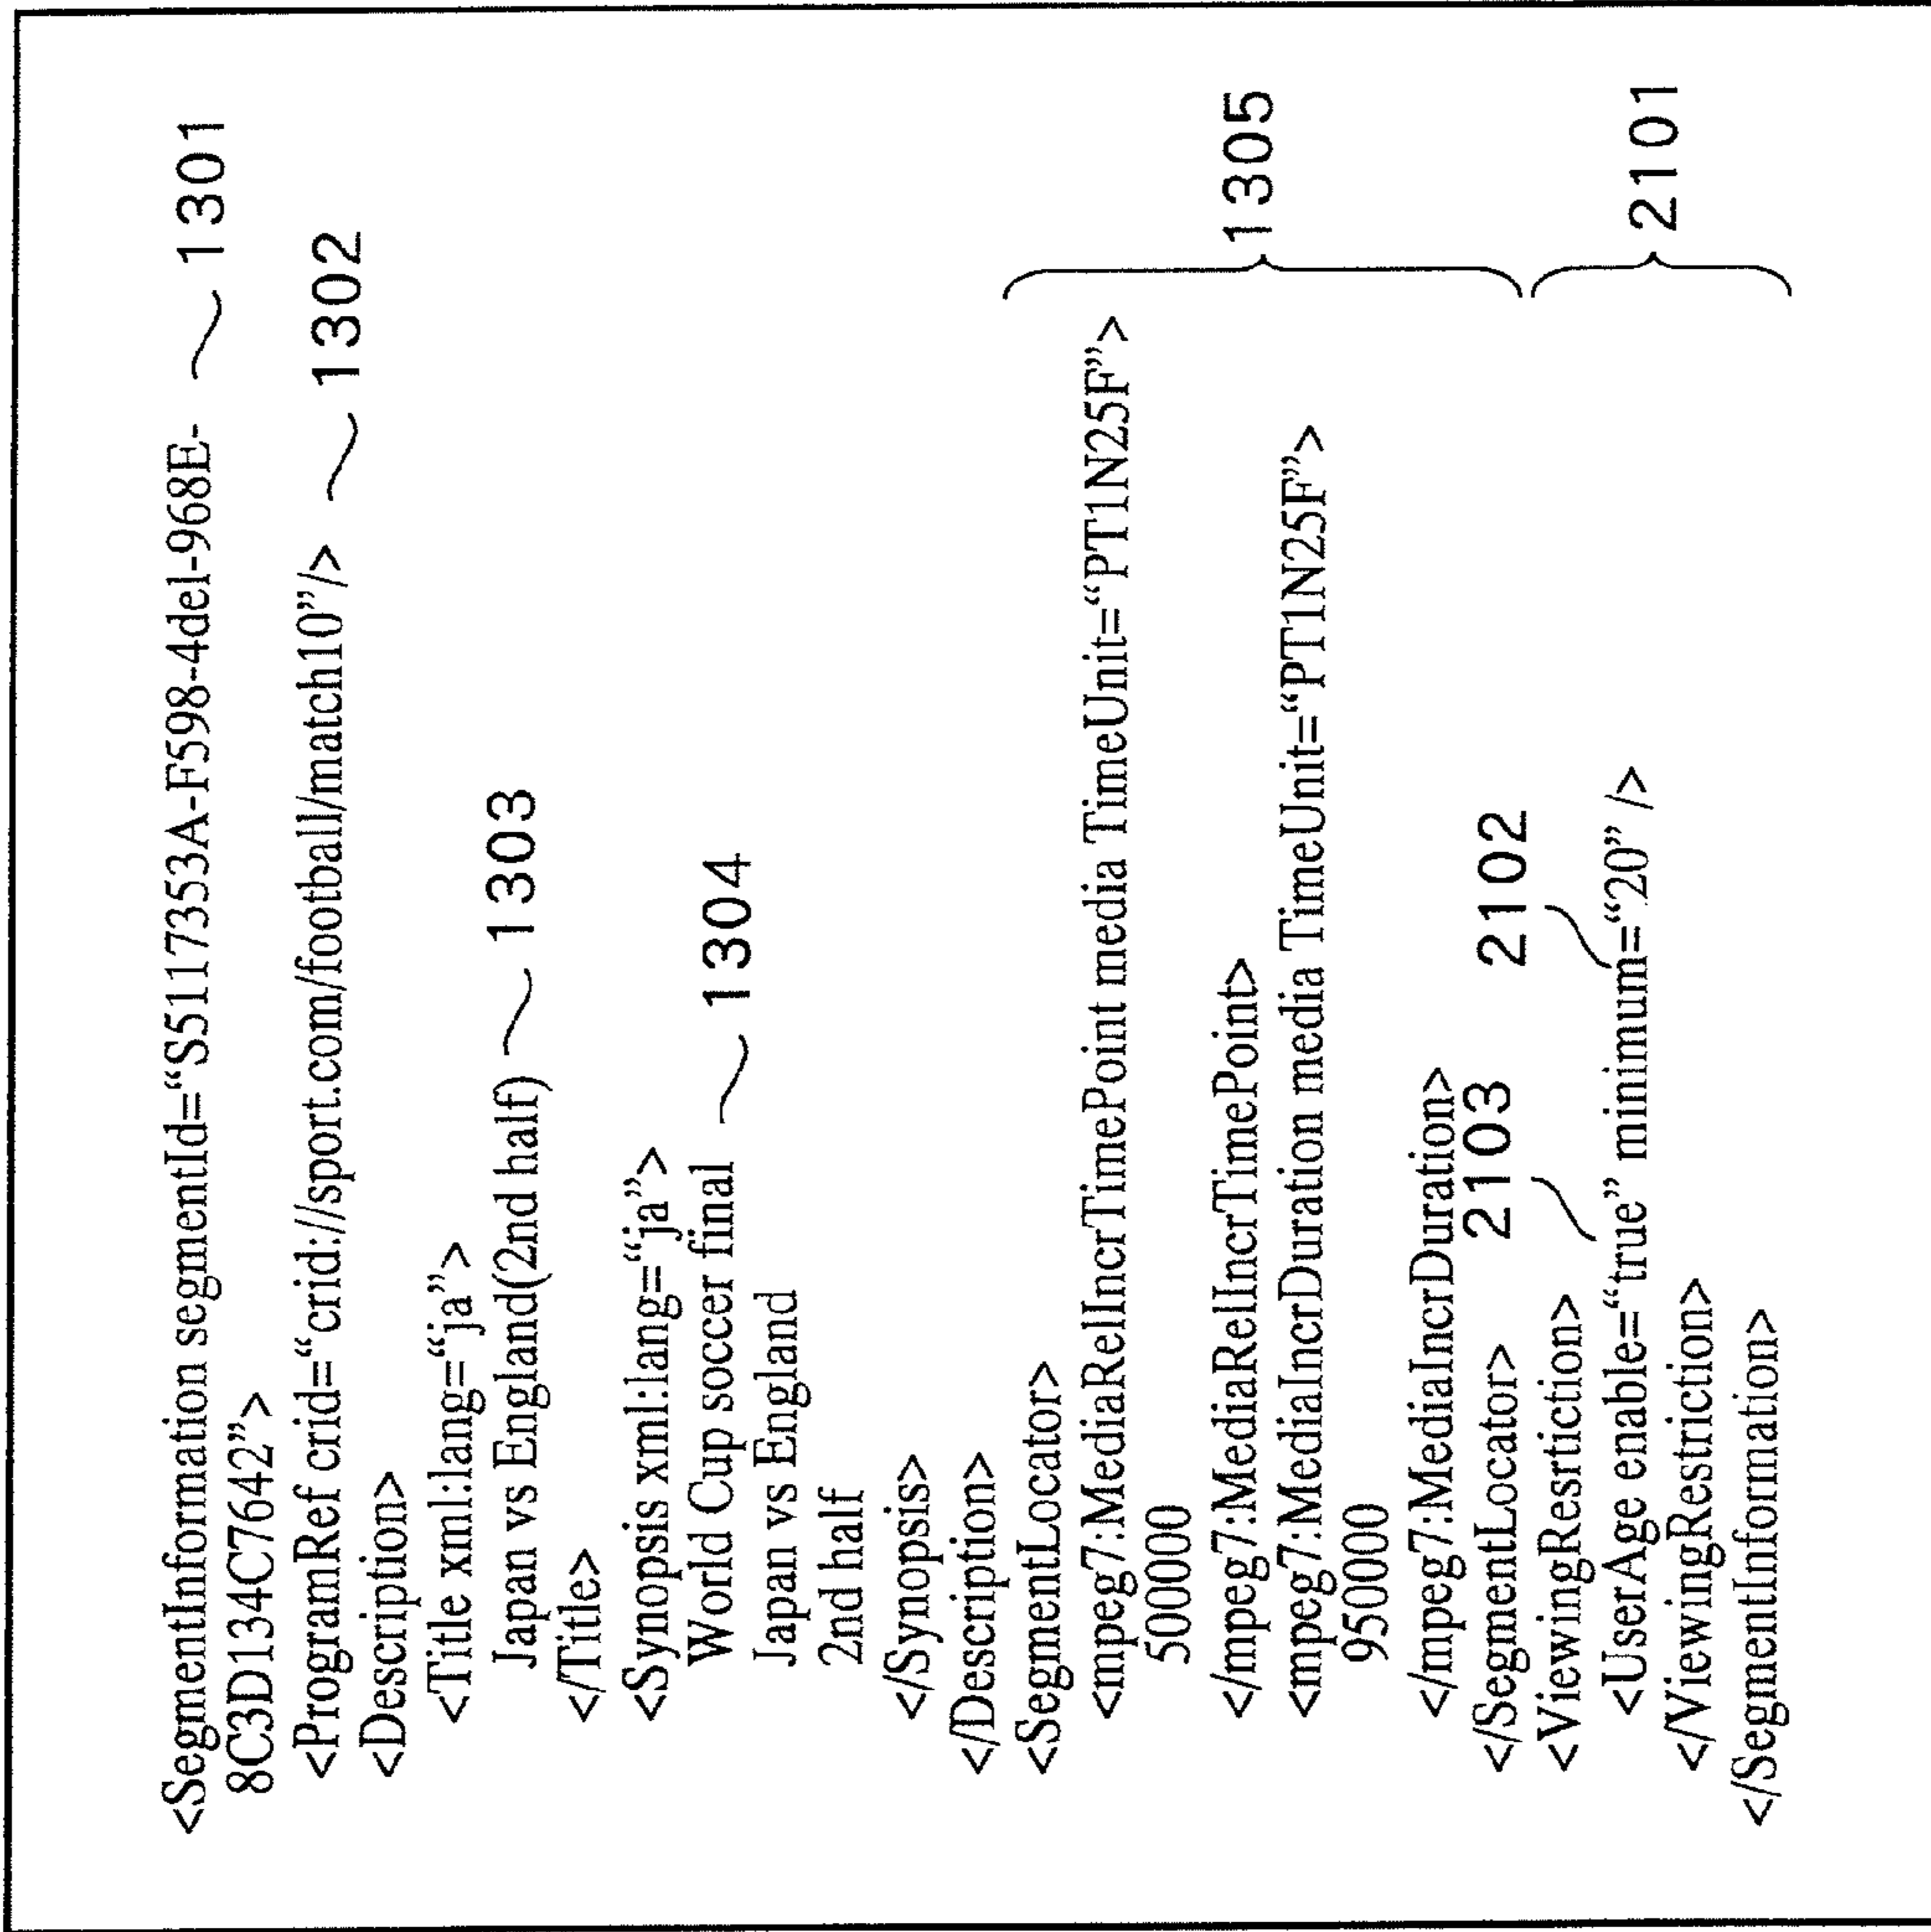 <SegmentInformation segmentId=“S5117353A-F598-4del-968E- 1301
8C3D134C7642”>
<ProgramRef crid=“crid://sport.com/football/match10”/> 1302
<Description>
<Title xml:lang=“ja”>
Japan vs England(2nd half) 1303
</Title>
<Synopsis xml:lang=“ja”>
World Cup soccer final 1304
Japan vs England
2nd half
</Synopsis>
</Description>
<SegmentLocator>
<mpeg7:MediaRelIncrTimePoint media TimeUnit=“PT1N25F”>
500000
</mpeg7:MediaRelIncrTimePoint> 1305
<mpeg7:MediaIncrDuration media TimeUnit=“PT1N25F”>
950000
</mpeg7:MediaIncrDuration>
</SegmentLocator> 2103 2102
<ViewingResrtiction>
<UserAge enable=“true” minimum=“20” /> 2101
</ViewingRestriction>
</SegmentInformation>